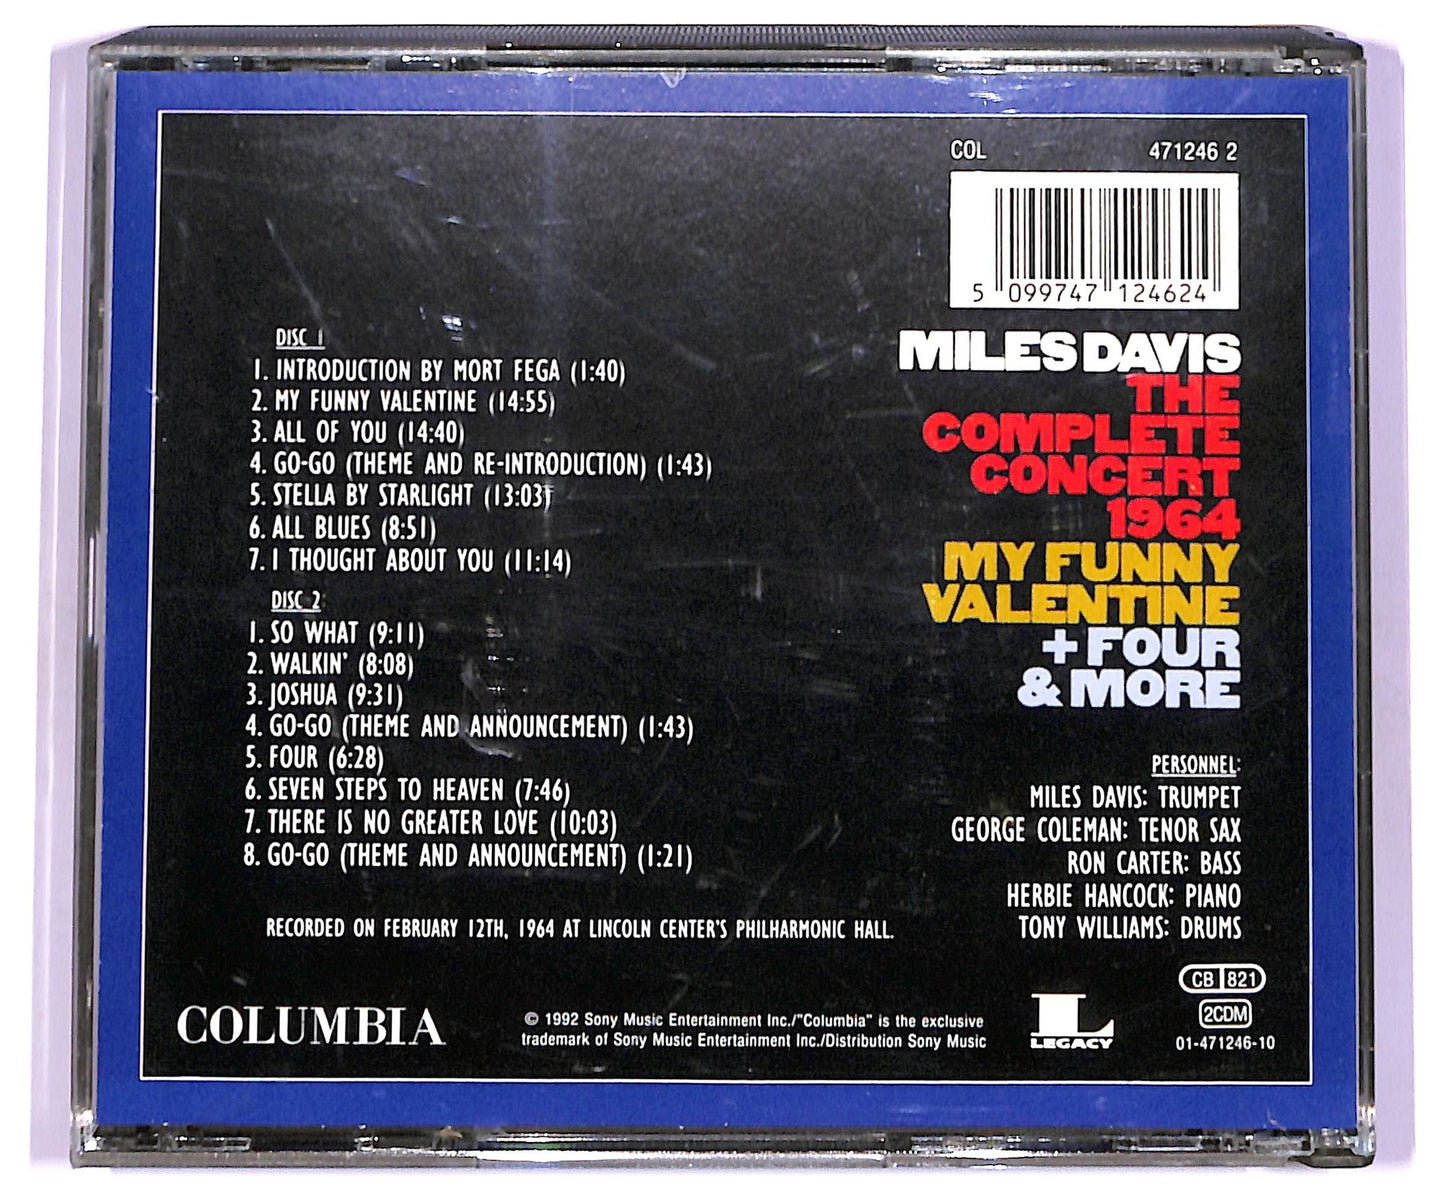 COL 471246 2
5 099747 124624
MILES DAVIS
THE
COMPLETE
CONCERT
1964
MY FUNNY
VALENTINE
+ FOUR
& MORE
DISC 1
1. INTRODUCTION BY MORT FEGA (1:40)
2. MY FUNNY VALENTINE (14:55)
3. ALL OF YOU (14:40)
4. GO-GO (THEME AND RE-INTRODUCTION) (1:43)
5. STELLA BY STARLIGHT (13:03)
6. ALL BLUES (8:51)
7. I THOUGHT ABOUT YOU (11:14)
DISC 2
1. SO WHAT (9:11)
2. WALKIN' (8:08)
3. JOSHUA (9:31)
4. GO-GO (THEME AND ANNOUNCEMENT) (1:43)
5. FOUR (6:28)
6. SEVEN STEPS TO HEAVEN (7:46)
7. THERE IS NO GREATER LOVE (10:03)
8. GO-GO (THEME AND ANNOUNCEMENT) (1:21)
PERSONNEL:
MILES DAVIS: TRUMPET
GEORGE COLEMAN: TENOR SAX
RON CARTER: BASS
HERBIE HANCOCK: PIANO
TONY WILLIAMS: DRUMS
RECORDED ON FEBRUARY 12TH, 1964 AT LINCOLN CENTER'S PHILHARMONIC HALL.
COLUMBIA
© 1992 Sony Music Entertainment Inc./"Columbia" is the exclusive
trademark of Sony Music Entertainment Inc./Distribution Sony Music
L
LEGACY
CB 821
2CDM
01-471246-10